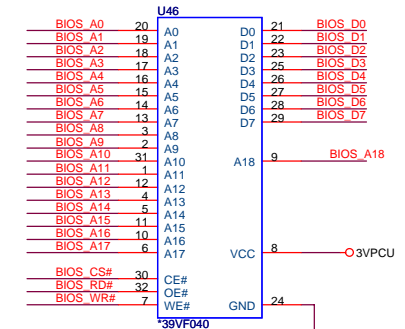 U46
BIOS_A0 20 A0 D0 21 BIOS_D0
BIOS_A1 19 A1 D1 22 BIOS_D1
BIOS_A2 18 A2 D2 23 BIOS_D2
BIOS_A3 17 A3 D3 25 BIOS_D3
BIOS_A4 16 A4 D4 26 BIOS_D4
BIOS_A5 15 A5 D5 27 BIOS_D5
BIOS_A6 14 A6 D6 28 BIOS_D6
BIOS_A7 13 A7 D7 29 BIOS_D7
BIOS_A8 3 A8
BIOS_A9 2 A9
BIOS_A10 31 A10 A18 9 BIOS_A18
BIOS_A11 1 A11
BIOS_A12 12 A12
BIOS_A13 4 A13
BIOS_A14 5 A14
BIOS_A15 11 A15
BIOS_A16 10 A16
BIOS_A17 6 A17 VCC 8 3VPCU
BIOS_CS# 30 CE#
BIOS_RD# 32 OE#
BIOS_WR# 7 WE# GND 24
*39VF040